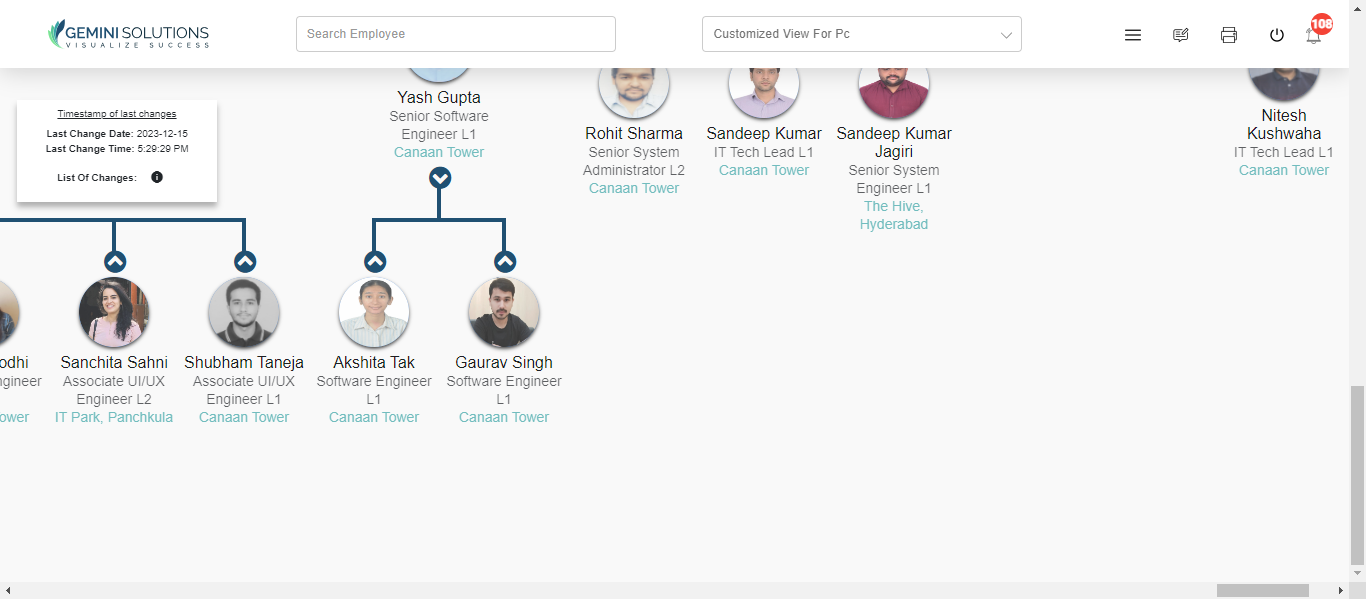 GEMINI SOLUTIONS
VISUALIZE SUCCESS
Search Employee
Customized View For Pc
108
Timestamp of last changes
Last Change Date: 2023-12-15
Last Change Time: 5:29:29 PM
List Of Changes:
Yash Gupta
Senior Software
Engineer L1
Canaan Tower
Rohit Sharma
Senior System
Administrator L2
Canaan Tower
Sandeep Kumar
IT Tech Lead L1
Canaan Tower
Sandeep Kumar
Jagiri
Senior System
Engineer L1
The Hive,
Hyderabad
Nitesh
Kushwaha
IT Tech Lead L1
Canaan Tower
odhi
ngineer
ower
Sanchita Sahni
Associate UI/UX
Engineer L2
IT Park, Panchkula
Shubham Taneja
Associate UI/UX
Engineer L1
Canaan Tower
Akshita Tak
Software Engineer
L1
Canaan Tower
Gaurav Singh
Software Engineer
L1
Canaan Tower